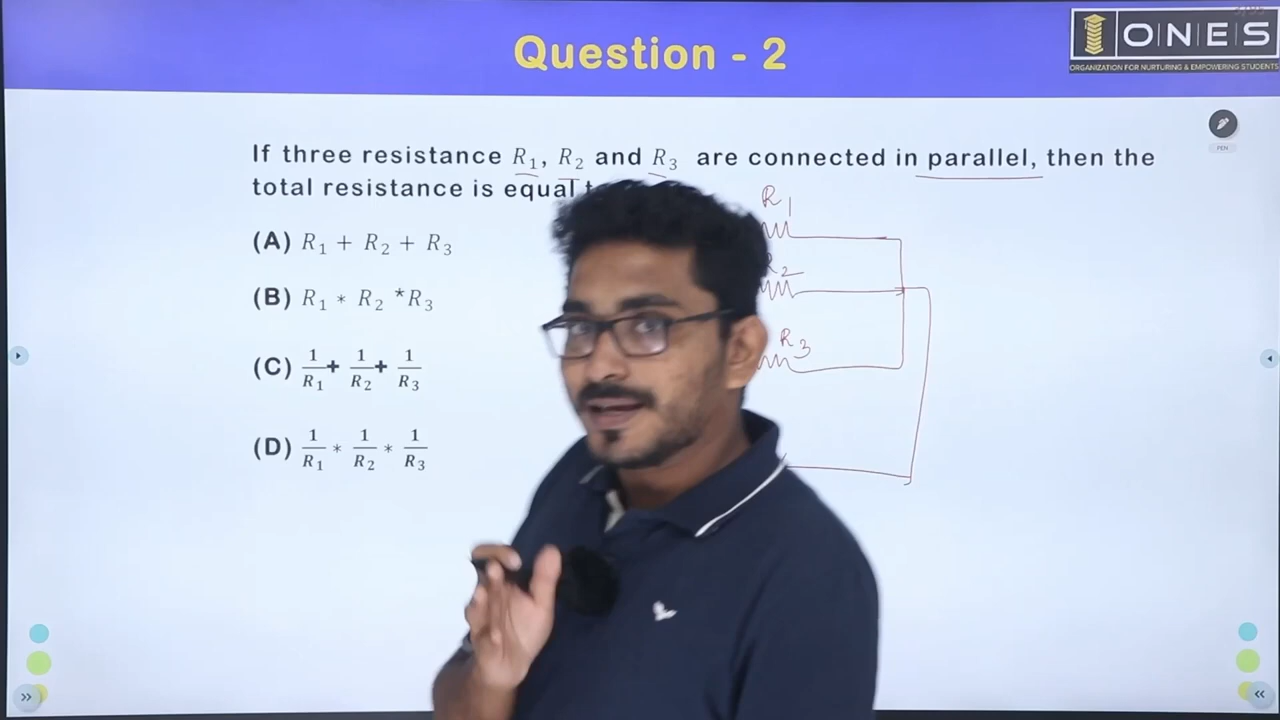 Question - 2
I|O|N|E|S
ORGANIZATION FOR NURTURING & EMPOWERING STUDENTS
PEN
If three resistance R₁, R₂ and R₃ are connected in parallel, then the
total resistance is equal
(A) R₁ + R₂ + R₃
(B) R₁ * R₂ * R₃
(C) 1/R₁ + 1/R₂ + 1/R₃
(D) 1/R₁ * 1/R₂ * 1/R₃
R1
R2
R3